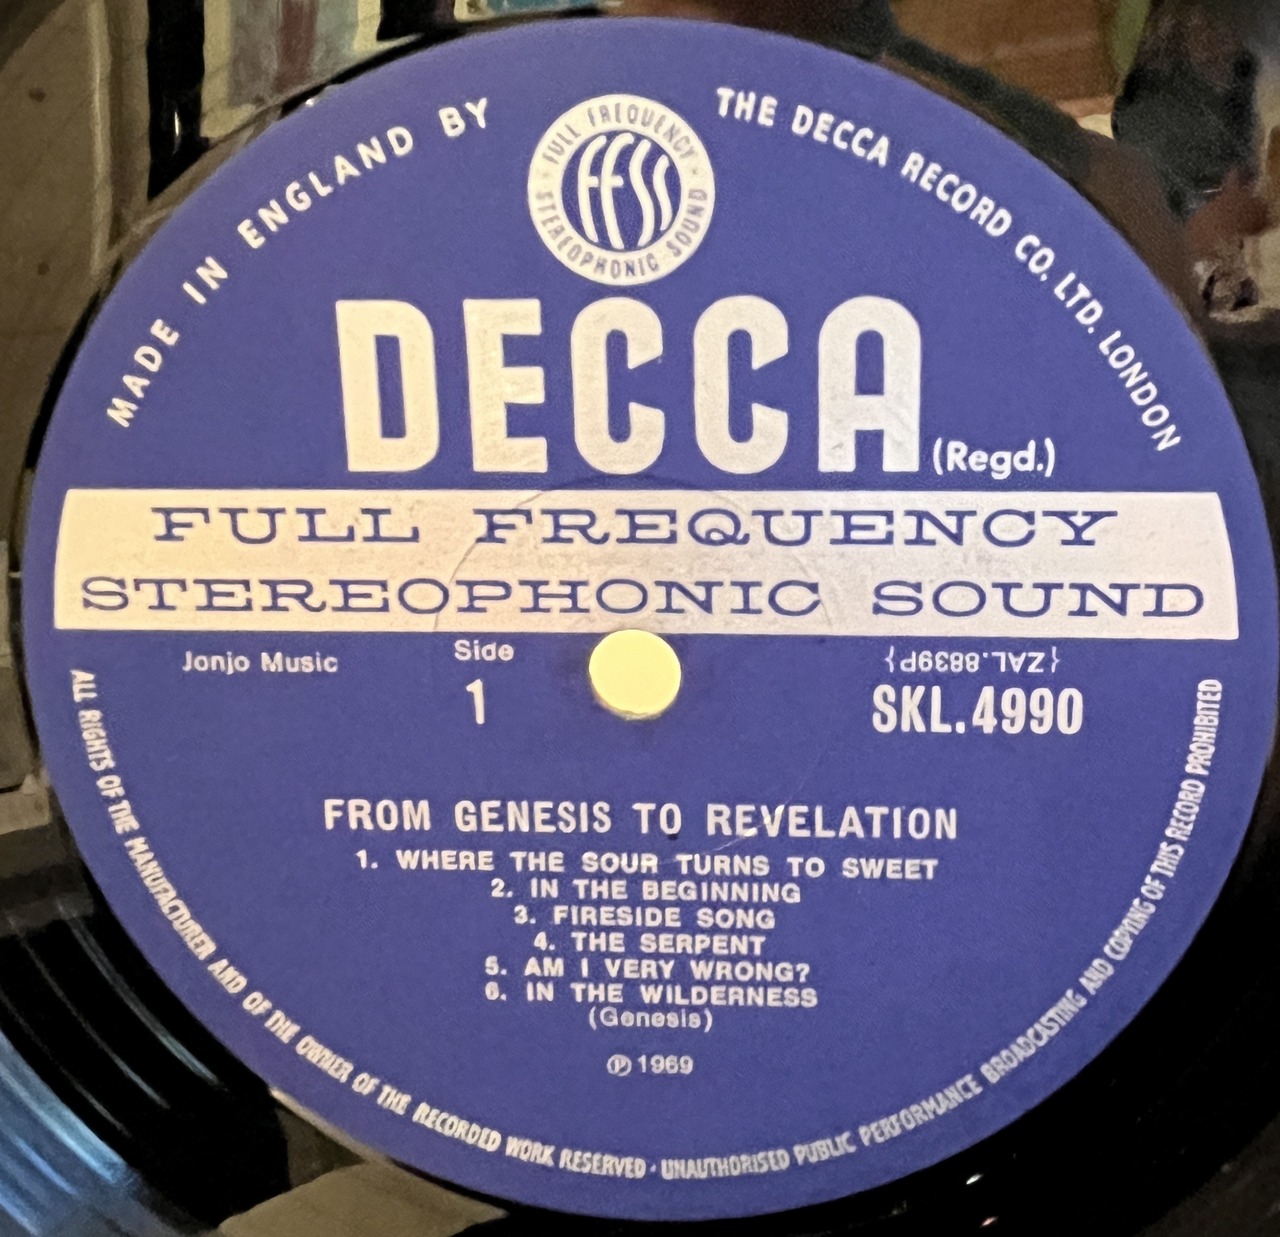 MADE IN ENGLAND BY
THE DECCA RECORD CO. LTD. LONDON
FULL FREQUENCY
STEREOPHONIC SOUND
FFSS
DECCA
(Regd.)
FULL FREQUENCY
STEREOPHONIC SOUND
Jonjo Music
Side
1
{ZAL.8839P}
SKL.4990
FROM GENESIS TO REVELATION
1. WHERE THE SOUR TURNS TO SWEET
2. IN THE BEGINNING
3. FIRESIDE SONG
4. THE SERPENT
5. AM I VERY WRONG?
6. IN THE WILDERNESS
(Genesis)
℗ 1969
ALL RIGHTS OF THE MANUFACTURER AND OF THE OWNER OF THE RECORDED WORK RESERVED · UNAUTHORISED PUBLIC PERFORMANCE BROADCASTING AND COPYING OF THIS RECORD PROHIBITED